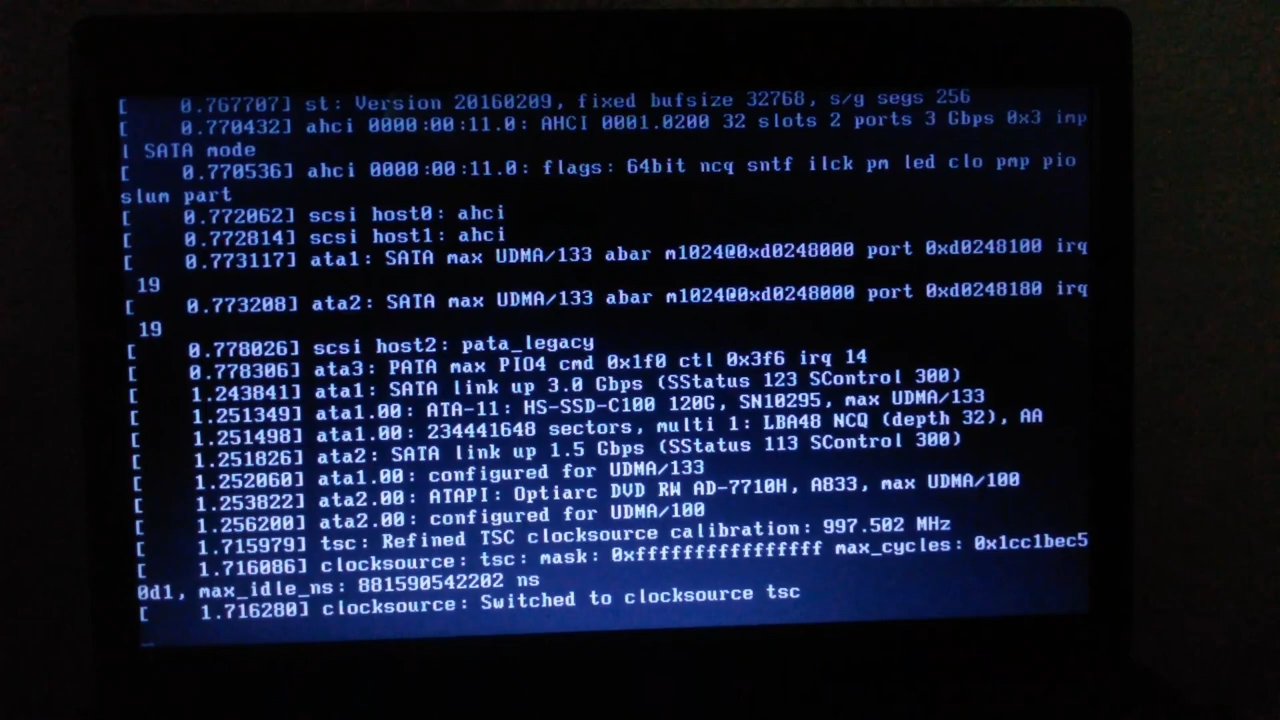 [    0.767707] st: Version 20160209, fixed bufsize 32768, s/g segs 256
[    0.770432] ahci 0000:00:11.0: AHCI 0001.0200 32 slots 2 ports 3 Gbps 0x3 imp
l SATA mode
[    0.770536] ahci 0000:00:11.0: flags: 64bit ncq sntf ilck pm led clo pmp pio
slum part
[    0.772062] scsi host0: ahci
[    0.772814] scsi host1: ahci
[    0.773117] ata1: SATA max UDMA/133 abar m1024@0xd0248000 port 0xd0248100 irq
19
[    0.773208] ata2: SATA max UDMA/133 abar m1024@0xd0248000 port 0xd0248180 irq
19
[    0.778026] scsi host2: pata_legacy
[    0.778306] ata3: PATA max PIO4 cmd 0x1f0 ctl 0x3f6 irq 14
[    1.243841] ata1: SATA link up 3.0 Gbps (SStatus 123 SControl 300)
[    1.251349] ata1.00: ATA-11: HS-SSD-C100 120G, SN10295, max UDMA/133
[    1.251498] ata1.00: 234441648 sectors, multi 1: LBA48 NCQ (depth 32), AA
[    1.251826] ata2: SATA link up 1.5 Gbps (SStatus 113 SControl 300)
[    1.252060] ata1.00: configured for UDMA/133
[    1.253822] ata2.00: ATAPI: Optiarc DVD RW AD-7710H, A833, max UDMA/100
[    1.256200] ata2.00: configured for UDMA/100
[    1.715979] tsc: Refined TSC clocksource calibration: 997.502 MHz
[    1.716086] clocksource: tsc: mask: 0xffffffffffffffff max_cycles: 0x1cc1bec5
0d1, max_idle_ns: 881590542202 ns
[    1.716280] clocksource: Switched to clocksource tsc